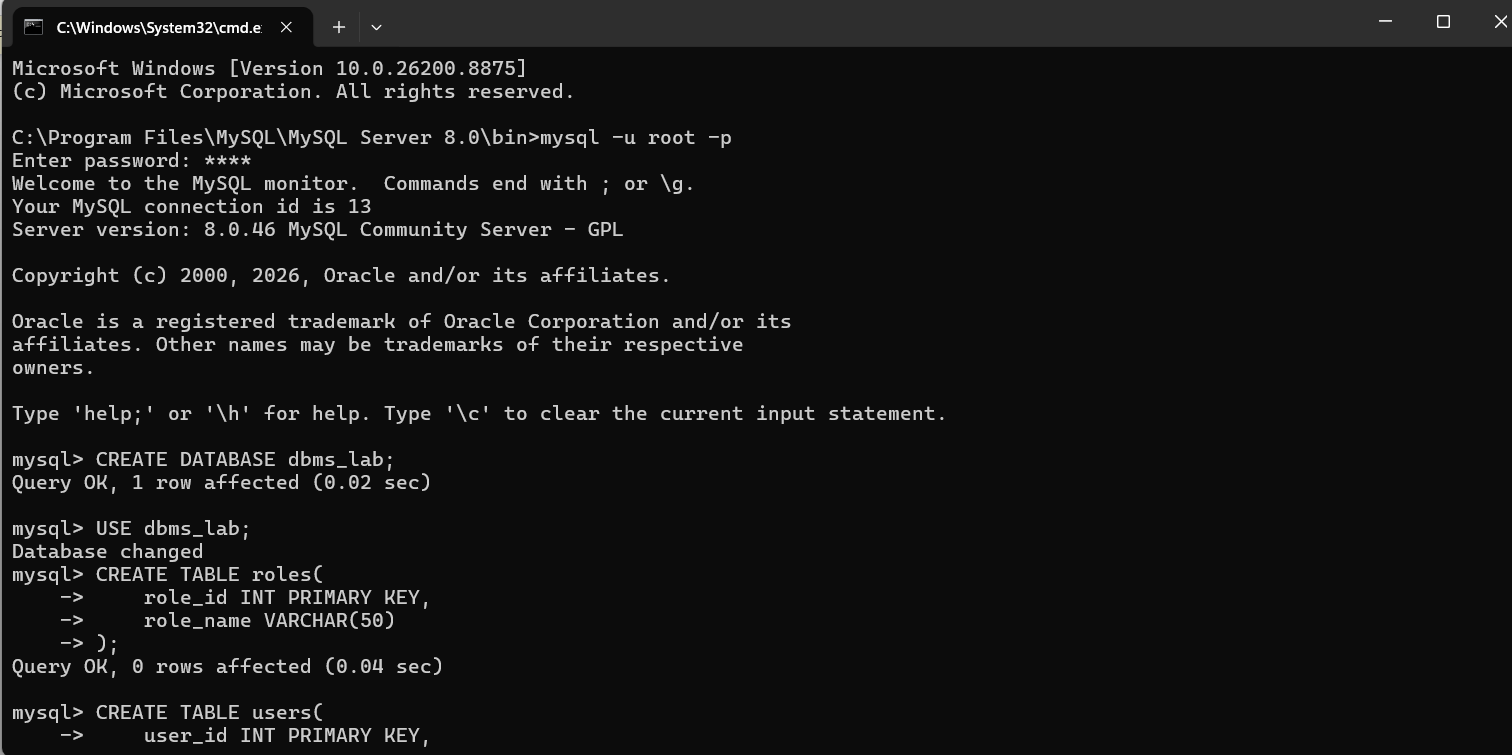 C:\Windows\System32\cmd.e
Microsoft Windows [Version 10.0.26200.8875]
(c) Microsoft Corporation. All rights reserved.
C:\Program Files\MySQL\MySQL Server 8.0\bin>mysql -u root -p
Enter password: ****
Welcome to the MySQL monitor.  Commands end with ; or \g.
Your MySQL connection id is 13
Server version: 8.0.46 MySQL Community Server - GPL
Copyright (c) 2000, 2026, Oracle and/or its affiliates.
Oracle is a registered trademark of Oracle Corporation and/or its
affiliates. Other names may be trademarks of their respective
owners.
Type 'help;' or '\h' for help. Type '\c' to clear the current input statement.
mysql> CREATE DATABASE dbms_lab;
Query OK, 1 row affected (0.02 sec)
mysql> USE dbms_lab;
Database changed
mysql> CREATE TABLE roles(
    ->     role_id INT PRIMARY KEY,
    ->     role_name VARCHAR(50)
    -> );
Query OK, 0 rows affected (0.04 sec)
mysql> CREATE TABLE users(
    ->     user_id INT PRIMARY KEY,